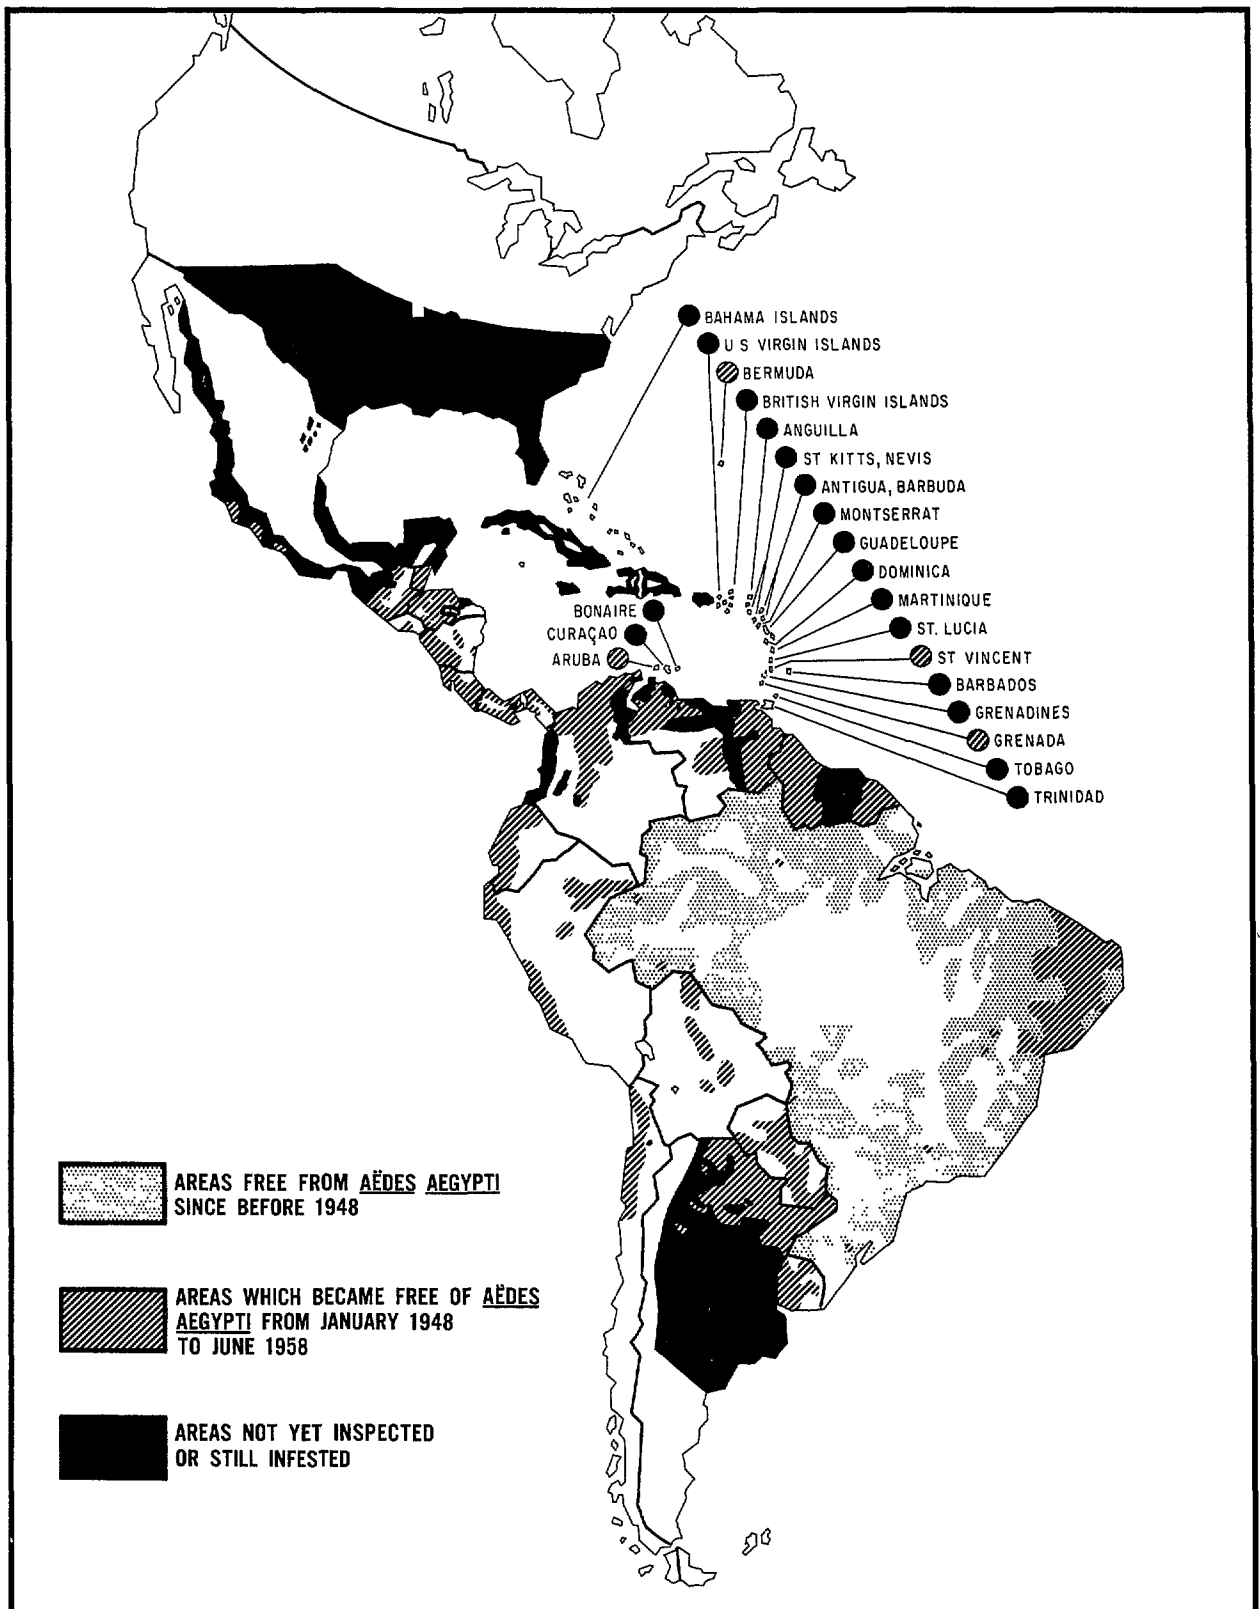 BAHAMA ISLANDS
U S VIRGIN ISLANDS
BERMUDA
BRITISH VIRGIN ISLANDS
ANGUILLA
ST KITTS, NEVIS
ANTIGUA, BARBUDA
MONTSERRAT
GUADELOUPE
DOMINICA
MARTINIQUE
ST. LUCIA
ST VINCENT
BARBADOS
GRENADINES
GRENADA
TOBAGO
TRINIDAD
BONAIRE
CURAÇAO
ARUBA
AREAS FREE FROM AËDES AEGYPTI
SINCE BEFORE 1948
AREAS WHICH BECAME FREE OF AËDES
AEGYPTI FROM JANUARY 1948
TO JUNE 1958
AREAS NOT YET INSPECTED
OR STILL INFESTED